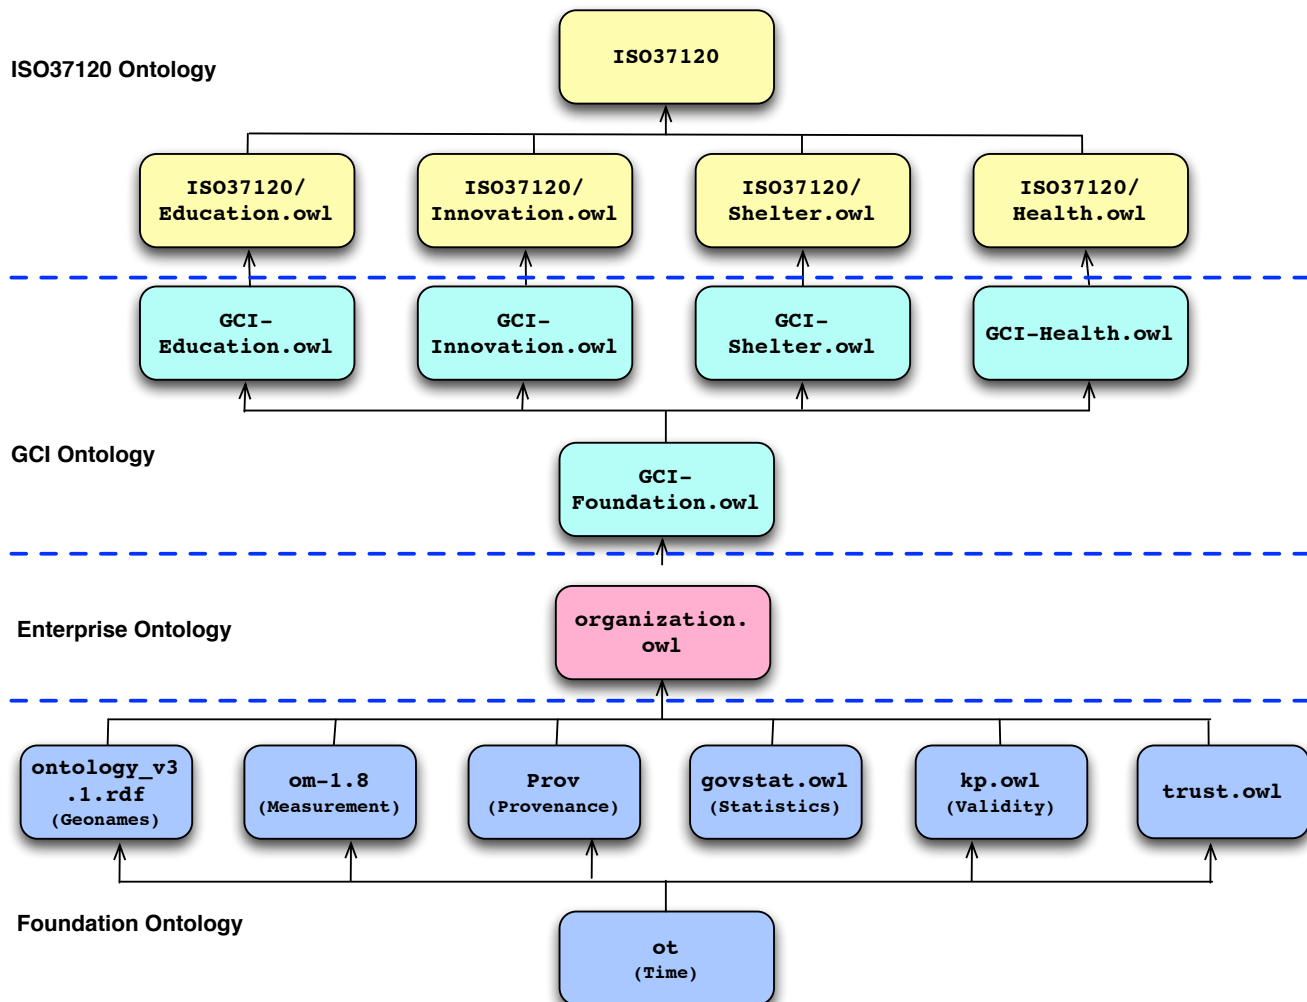 ISO37120
ISO37120 Ontology
ISO37120/
Education.owl
ISO37120/
Innovation.owl
ISO37120/
Shelter.owl
ISO37120/
Health.owl
GCI-
Education.owl
GCI-
Innovation.owl
GCI-
Shelter.owl
GCI-Health.owl
GCI Ontology
GCI-
Foundation.owl
Enterprise Ontology
organization.
owl
ontology_v3
.1.rdf
(Geonames)
om-1.8
(Measurement)
Prov
(Provenance)
govstat.owl
(Statistics)
kp.owl
(Validity)
trust.owl
Foundation Ontology
ot
(Time)